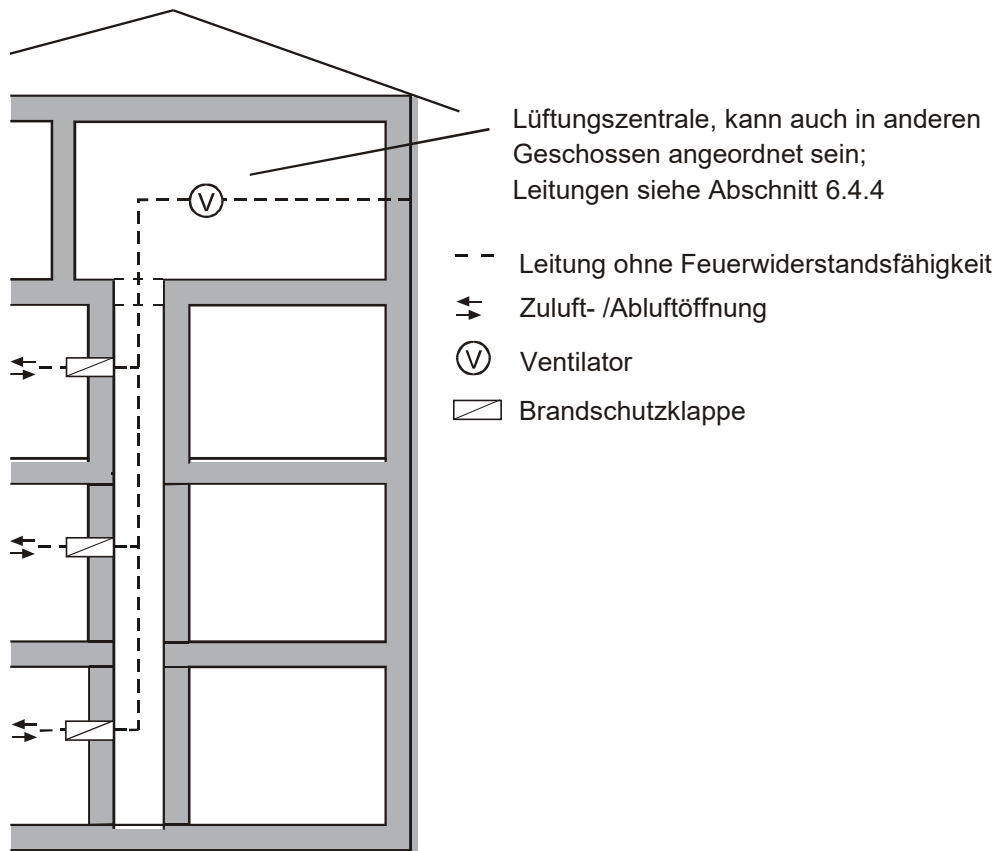 Lüftungszentrale, kann auch in anderen
Geschossen angeordnet sein;
Leitungen siehe Abschnitt 6.4.4
V
Leitung ohne Feuerwiderstandsfähigkeit
Zuluft- /Abluftöffnung
V Ventilator
Brandschutzklappe